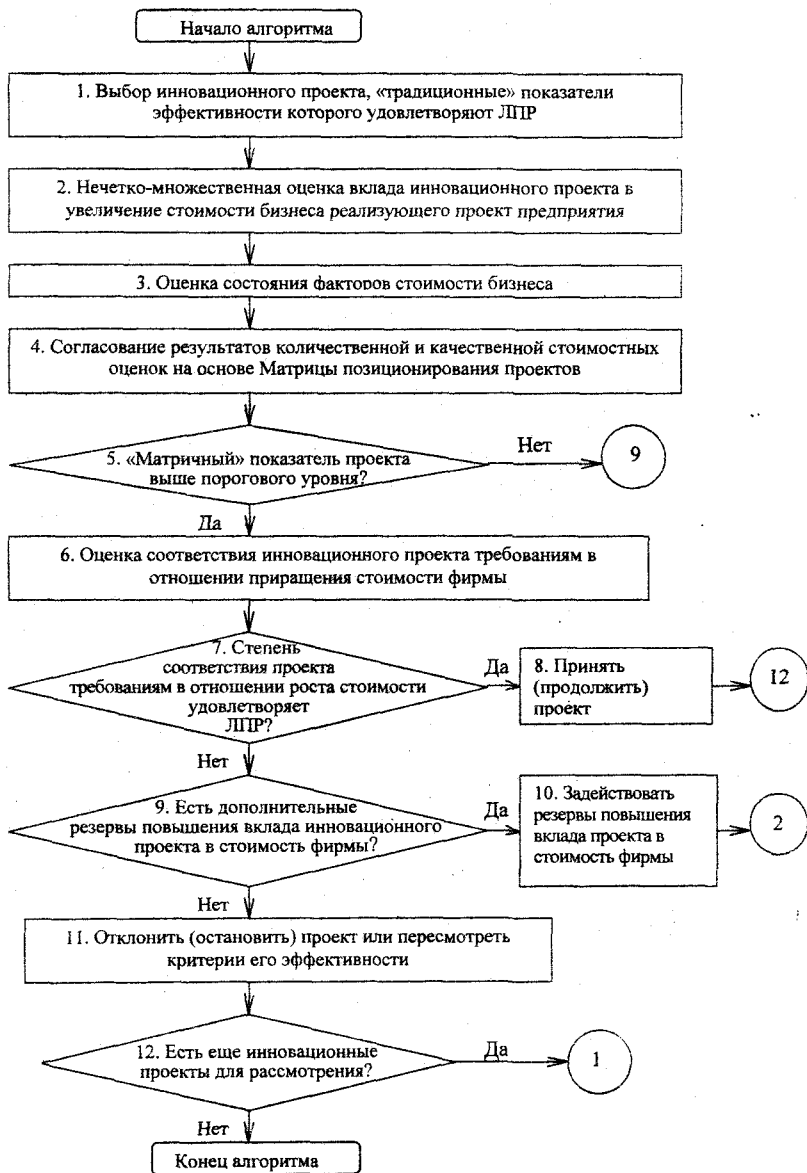 Начало алгоритма
1. Выбор инновационного проекта, «традиционные» показатели
эффективности которого удовлетворяют ЛПР
2. Нечетко-множественная оценка вклада инновационного проекта в
увеличение стоимости бизнеса реализующего проект предприятия
3. Оценка состояния факторов стоимости бизнеса
4. Согласование результатов количественной и качественной стоимостных
оценок на основе Матрицы позиционирования проектов
5. «Матричный» показатель проекта
выше порогового уровня?
Нет
9
Да
6. Оценка соответствия инновационного проекта требованиям в
отношении приращения стоимости фирмы
7. Степень
соответствия проекта
требованиям в отношении роста стоимости
удовлетворяет
ЛПР?
Да
8. Принять
(продолжить)
проект
12
Нет
9. Есть дополнительные
резервы повышения вклада инновационного
проекта в стоимость фирмы?
Да
10. Задействовать
резервы повышения
вклада проекта в
стоимость фирмы
2
Нет
11. Отклонить (остановить) проект или пересмотреть
критерии его эффективности
12. Есть еще инновационные
проекты для рассмотрения?
Да
1
Нет
Конец алгоритма